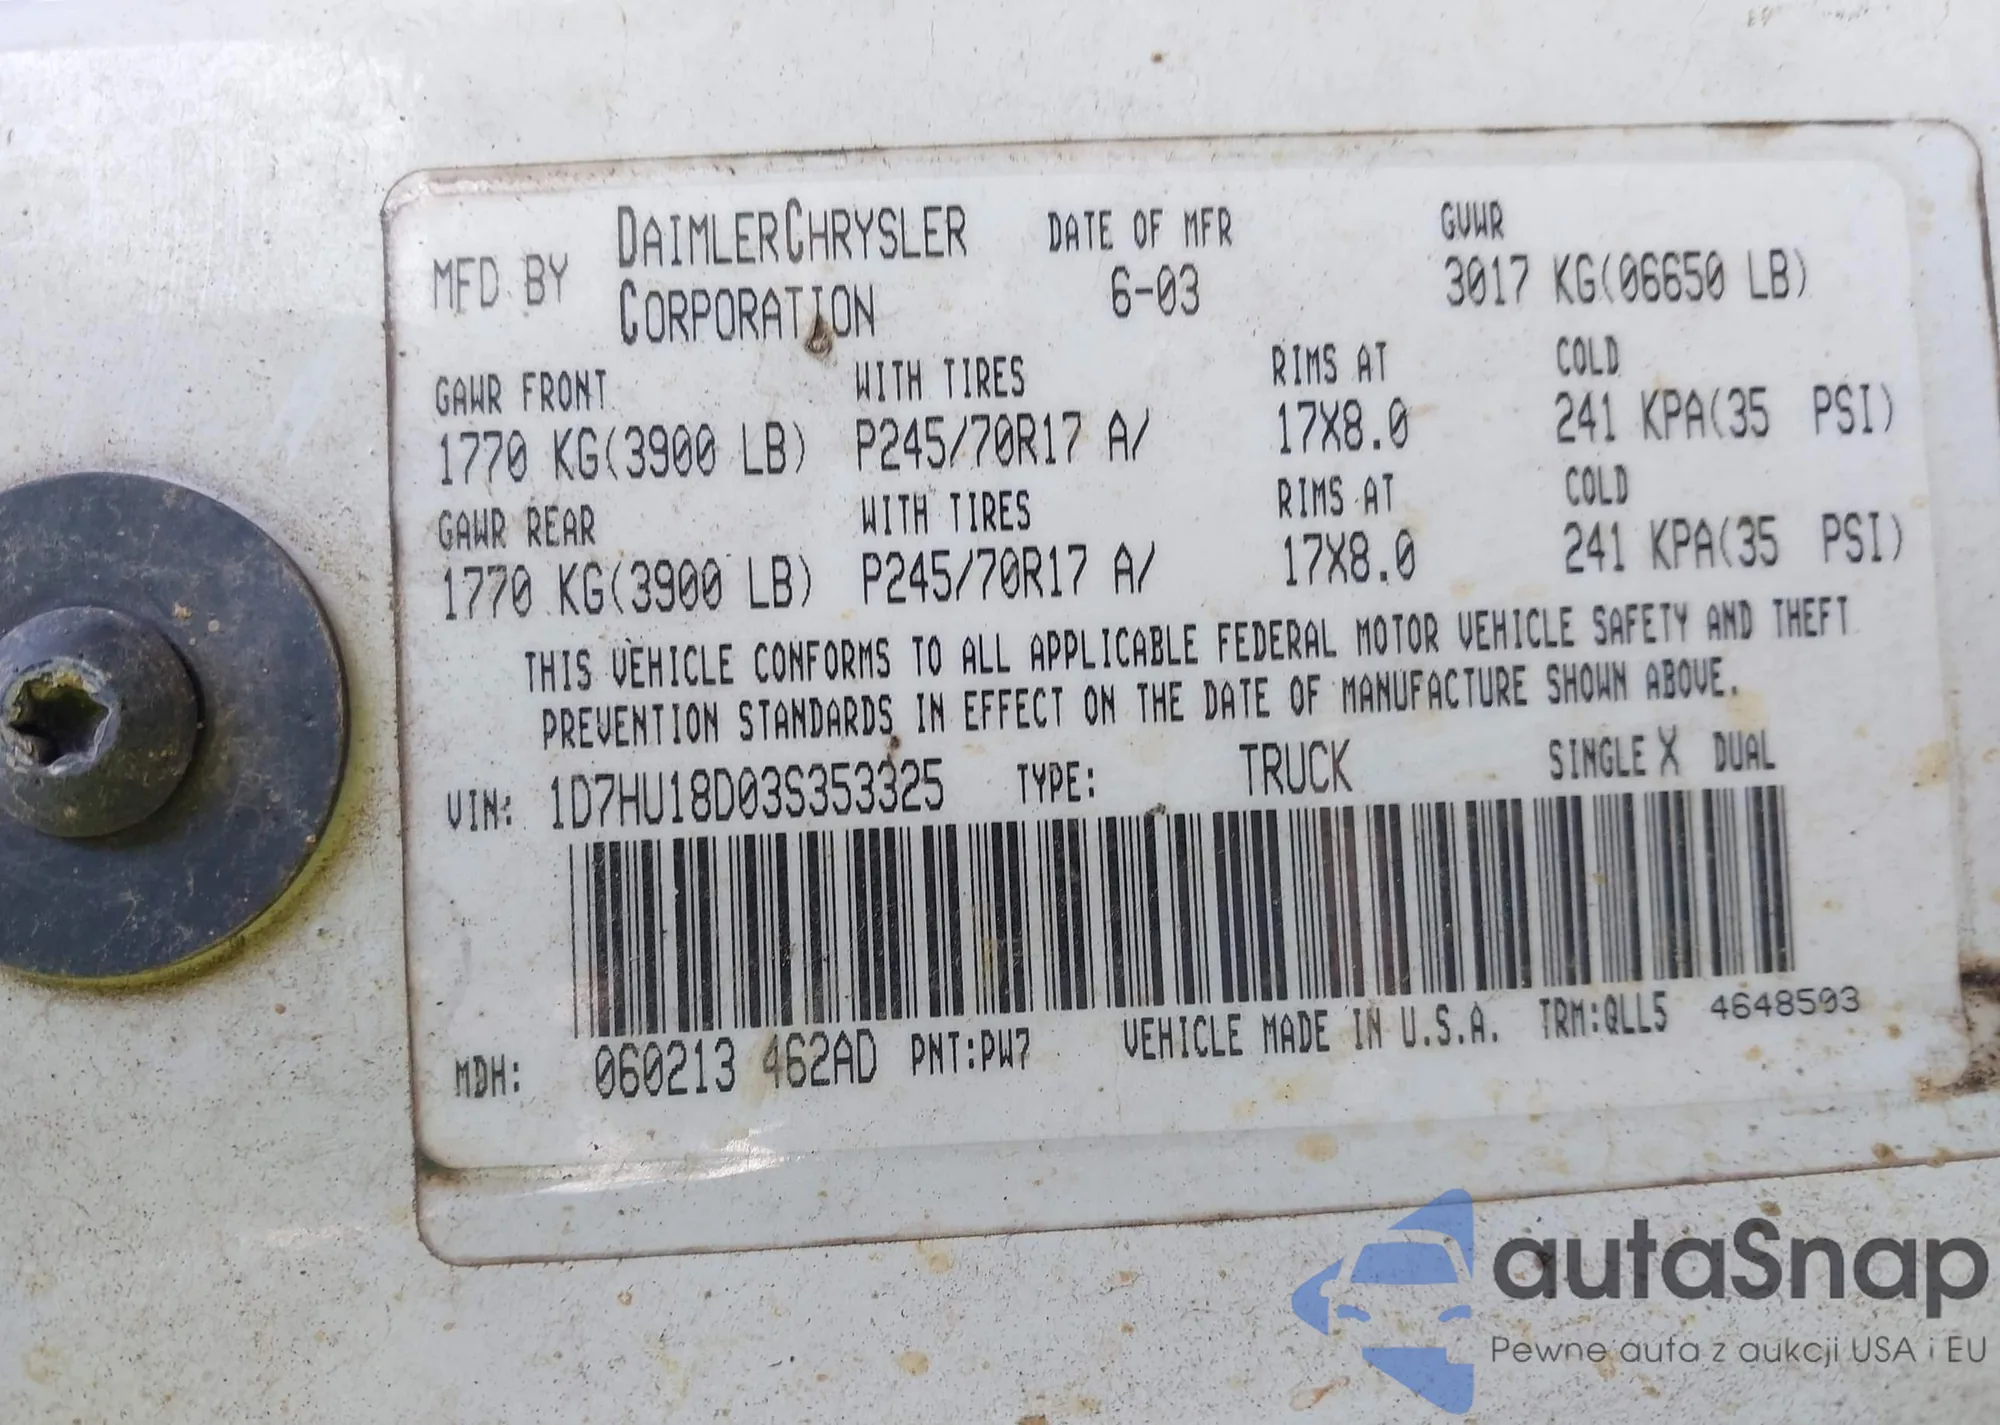 MFD BY DAIMLERCHRYSLER CORPORATION DATE OF MFR 6-03 GVWR 3017 KG(06650 LB)
GAWR FRONT WITH TIRES RIMS AT COLD
1770 KG(3900 LB) P245/70R17 A/ 17X8.0 241 KPA(35 PSI)
GAWR REAR WITH TIRES RIMS AT COLD
1770 KG(3900 LB) P245/70R17 A/ 17X8.0 241 KPA(35 PSI)
THIS VEHICLE CONFORMS TO ALL APPLICABLE FEDERAL MOTOR VEHICLE SAFETY AND THEFT
PREVENTION STANDARDS IN EFFECT ON THE DATE OF MANUFACTURE SHOWN ABOVE.
VIN: 1D7HU18D03S353325 TYPE: TRUCK SINGLE X DUAL
MDH: 060213 462AD PNT:PW7 VEHICLE MADE IN U.S.A. TRM:QLL5 4648503
autaSnap
Pewne auta z aukcji USA i EU